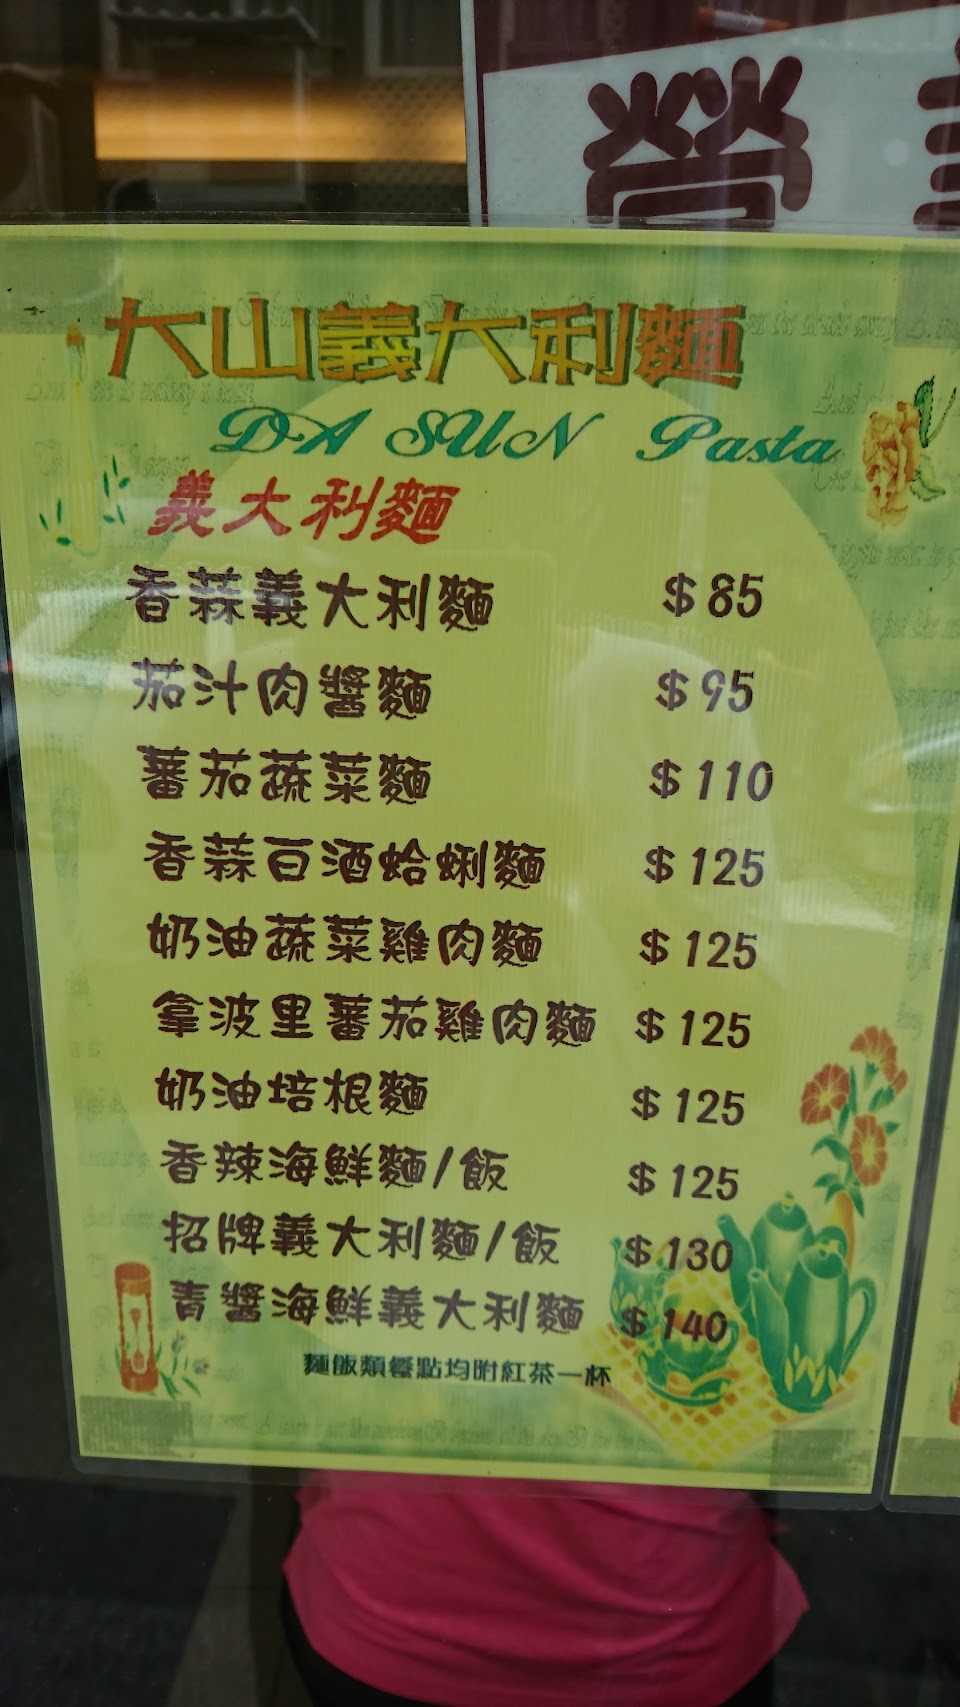 營
大山義大利麵
DA SUN Pasta
義大利麵
香蒜義大利麵 $85
茄汁肉醬麵 $95
蕃茄蔬菜麵 $110
香蒜白酒蛤蜊麵 $125
奶油蔬菜雞肉麵 $125
拿波里蕃茄雞肉麵 $125
奶油培根麵 $125
香辣海鮮麵/飯 $125
招牌義大利麵/飯 $130
青醬海鮮義大利麵 $140
麵飯類餐點均附紅茶一杯